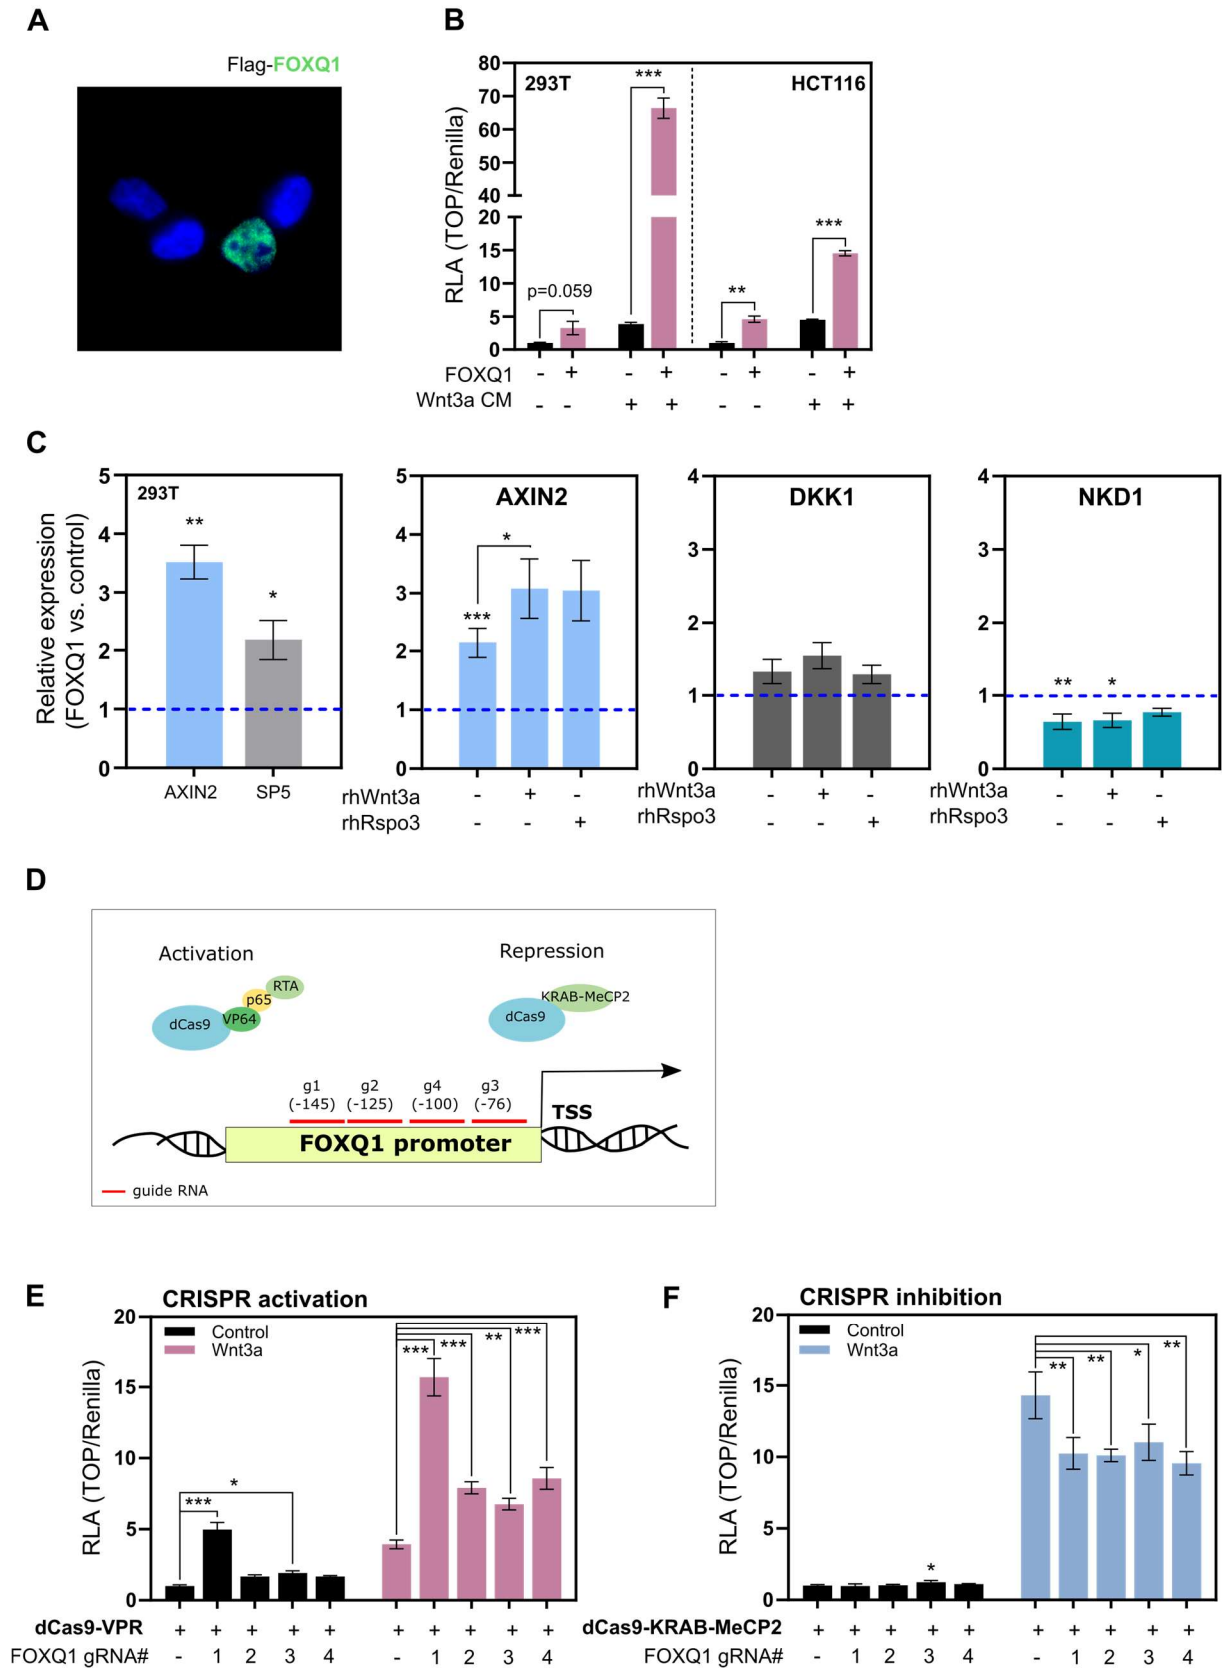 A
Flag-FOXQ1
B
80
70
60
50
40
20
15
10
5
0
RLA (TOP/Renilla)
293T
HCT116
***
p=0.059
**
***
FOXQ1 - + - + - + - +
Wnt3a CM - - + + - - + +
C
5
4
3
2
1
0
Relative expression
(FOXQ1 vs. control)
293T
**
*
AXIN2 SP5
5
4
3
2
1
0
AXIN2
*
***
rhWnt3a - + -
rhRspo3 - - +
4
3
2
1
0
DKK1
rhWnt3a - + -
rhRspo3 - - +
4
3
2
1
0
NKD1
** *
rhWnt3a - + -
rhRspo3 - - +
D
Activation
RTA
p65
VP64
dCas9
Repression
KRAB-MeCP2
dCas9
g1 g2 g4 g3
(-145) (-125) (-100) (-76)
TSS
FOXQ1 promoter
guide RNA
E
CRISPR activation
20
15
10
5
0
RLA (TOP/Renilla)
Control
Wnt3a
*
***
*** *** ** ***
dCas9-VPR + + + + + + + + + +
FOXQ1 gRNA# - 1 2 3 4 - 1 2 3 4
F
CRISPR inhibition
20
15
10
5
0
RLA (TOP/Renilla)
Control
Wnt3a
*
** ** * **
dCas9-KRAB-MeCP2 + + + + + + + + + +
FOXQ1 gRNA# - 1 2 3 4 - 1 2 3 4